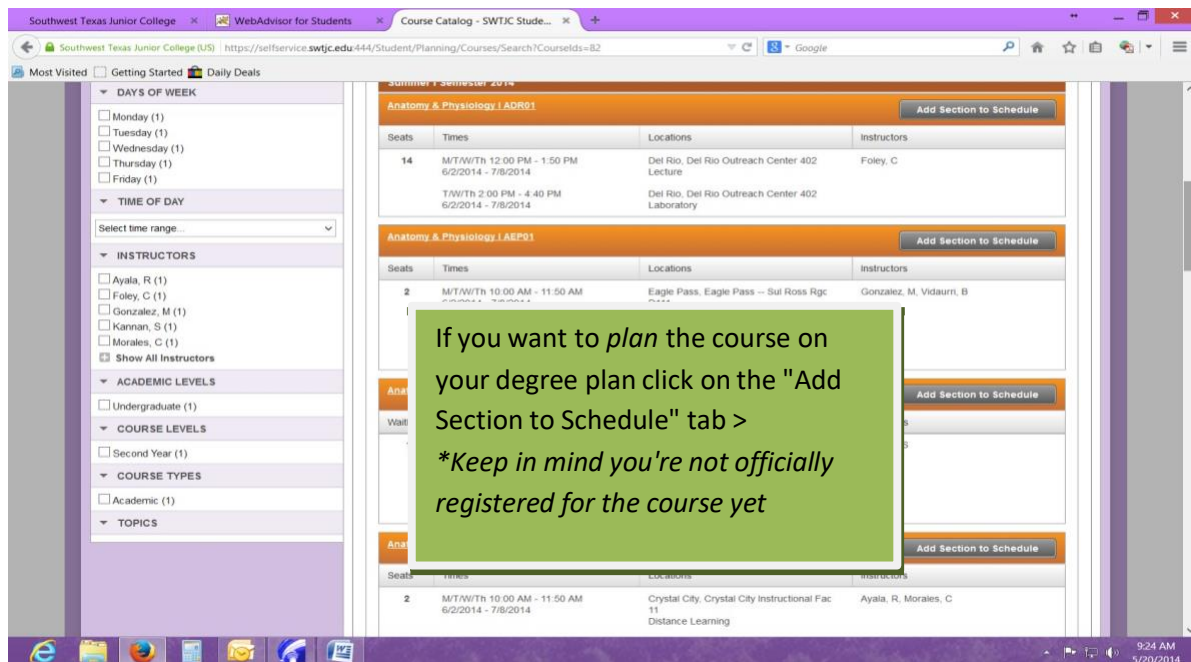 Southwest Texas Junior College × WebAdvisor for Students × Course Catalog - SWTJC Stude... × +
Southwest Texas Junior College (US) https://selfservice.swtjc.edu:444/Student/Planning/Courses/Search?CourseIds=82 Google
Most Visited Getting Started Daily Deals
DAYS OF WEEK
Monday (1)
Tuesday (1)
Wednesday (1)
Thursday (1)
Friday (1)
TIME OF DAY
Select time range...
INSTRUCTORS
Ayala, R (1)
Foley, C (1)
Gonzalez, M (1)
Kannan, S (1)
Morales, C (1)
Show All Instructors
ACADEMIC LEVELS
Undergraduate (1)
COURSE LEVELS
Second Year (1)
COURSE TYPES
Academic (1)
TOPICS
Summer I Semester 2014
Anatomy & Physiology I ADR01 Add Section to Schedule
Seats Times Locations Instructors
14 M/T/W/Th 12:00 PM - 1:50 PM Del Rio, Del Rio Outreach Center 402 Foley, C
6/2/2014 - 7/8/2014 Lecture
T/W/Th 2:00 PM - 4:40 PM Del Rio, Del Rio Outreach Center 402
6/2/2014 - 7/8/2014 Laboratory
Anatomy & Physiology I AEP01 Add Section to Schedule
Seats Times Locations Instructors
2 M/T/W/Th 10:00 AM - 11:50 AM Eagle Pass, Eagle Pass -- Sul Ross Rgc Gonzalez, M, Vidaurri, B
If you want to plan the course on
your degree plan click on the "Add
Section to Schedule" tab >
*Keep in mind you're not officially
registered for the course yet
Add Section to Schedule
Add Section to Schedule
Seats Times Locations Instructors
2 M/T/W/Th 10:00 AM - 11:50 AM Crystal City, Crystal City Instructional Fac Ayala, R, Morales, C
6/2/2014 - 7/8/2014 11
Distance Learning
9:24 AM
5/20/2014